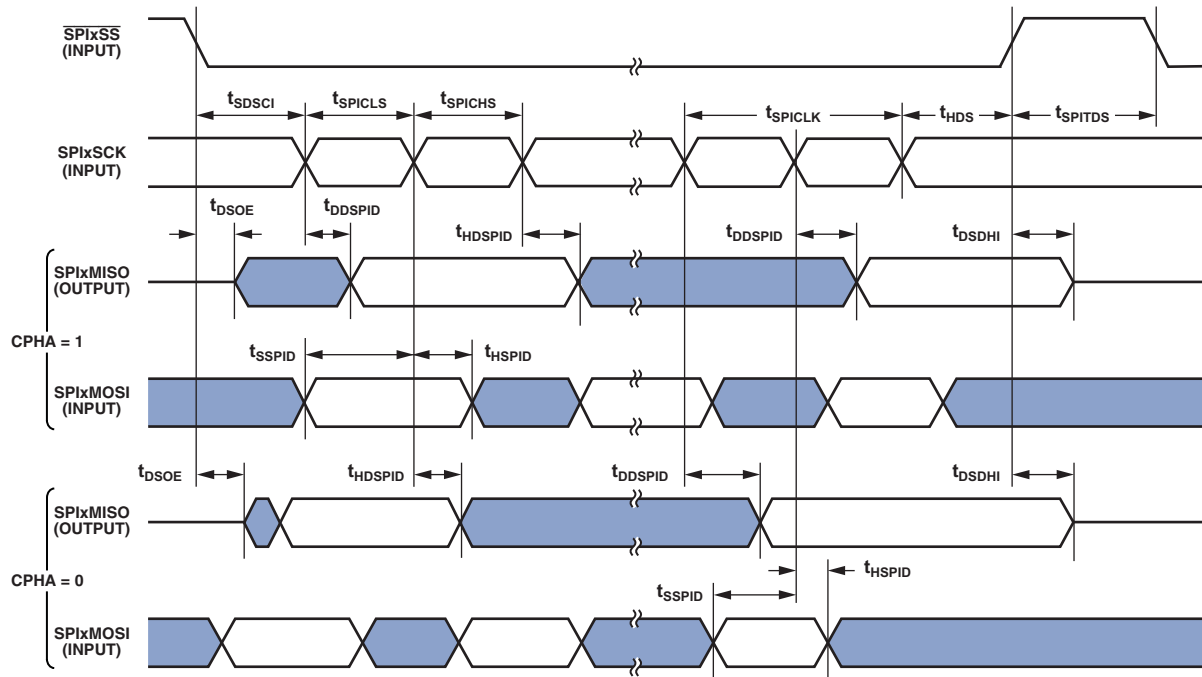 SPIxSS
(INPUT)
tSDSCI tSPICLS tSPICHS tSPICLK tHDS tSPITDS
SPIxSCK
(INPUT)
tDSOE tDDSPID tHDSPID tDDSPID tDSDHI
SPIxMISO
(OUTPUT)
CPHA = 1
tSSPID tHSPID
SPIxMOSI
(INPUT)
tDSOE tHDSPID tDDSPID tDSDHI
SPIxMISO
(OUTPUT)
CPHA = 0
tSSPID tHSPID
SPIxMOSI
(INPUT)